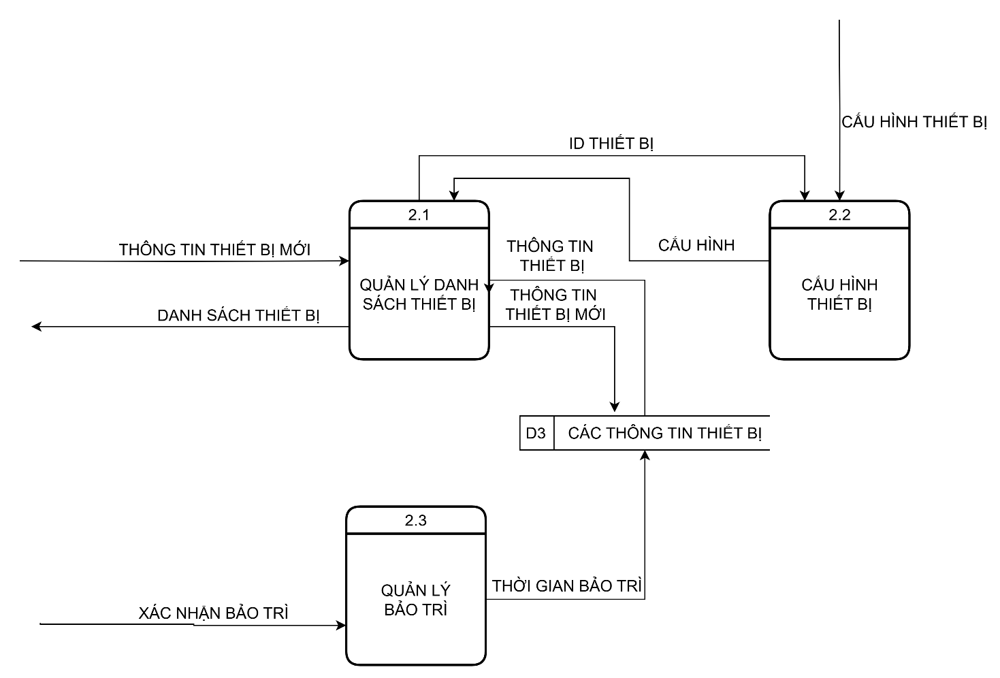 CẤU HÌNH THIẾT BỊ
ID THIẾT BỊ
2.1
2.2
THÔNG TIN THIẾT BỊ MỚI
THÔNG TIN
THIẾT BỊ
CẤU HÌNH
QUẢN LÝ DANH
SÁCH THIẾT BỊ
CẤU HÌNH
THIẾT BỊ
THÔNG TIN
THIẾT BỊ MỚI
DANH SÁCH THIẾT BỊ
D3
CÁC THÔNG TIN THIẾT BỊ
2.3
QUẢN LÝ
BẢO TRÌ
THỜI GIAN BẢO TRÌ
XÁC NHẬN BẢO TRÌ